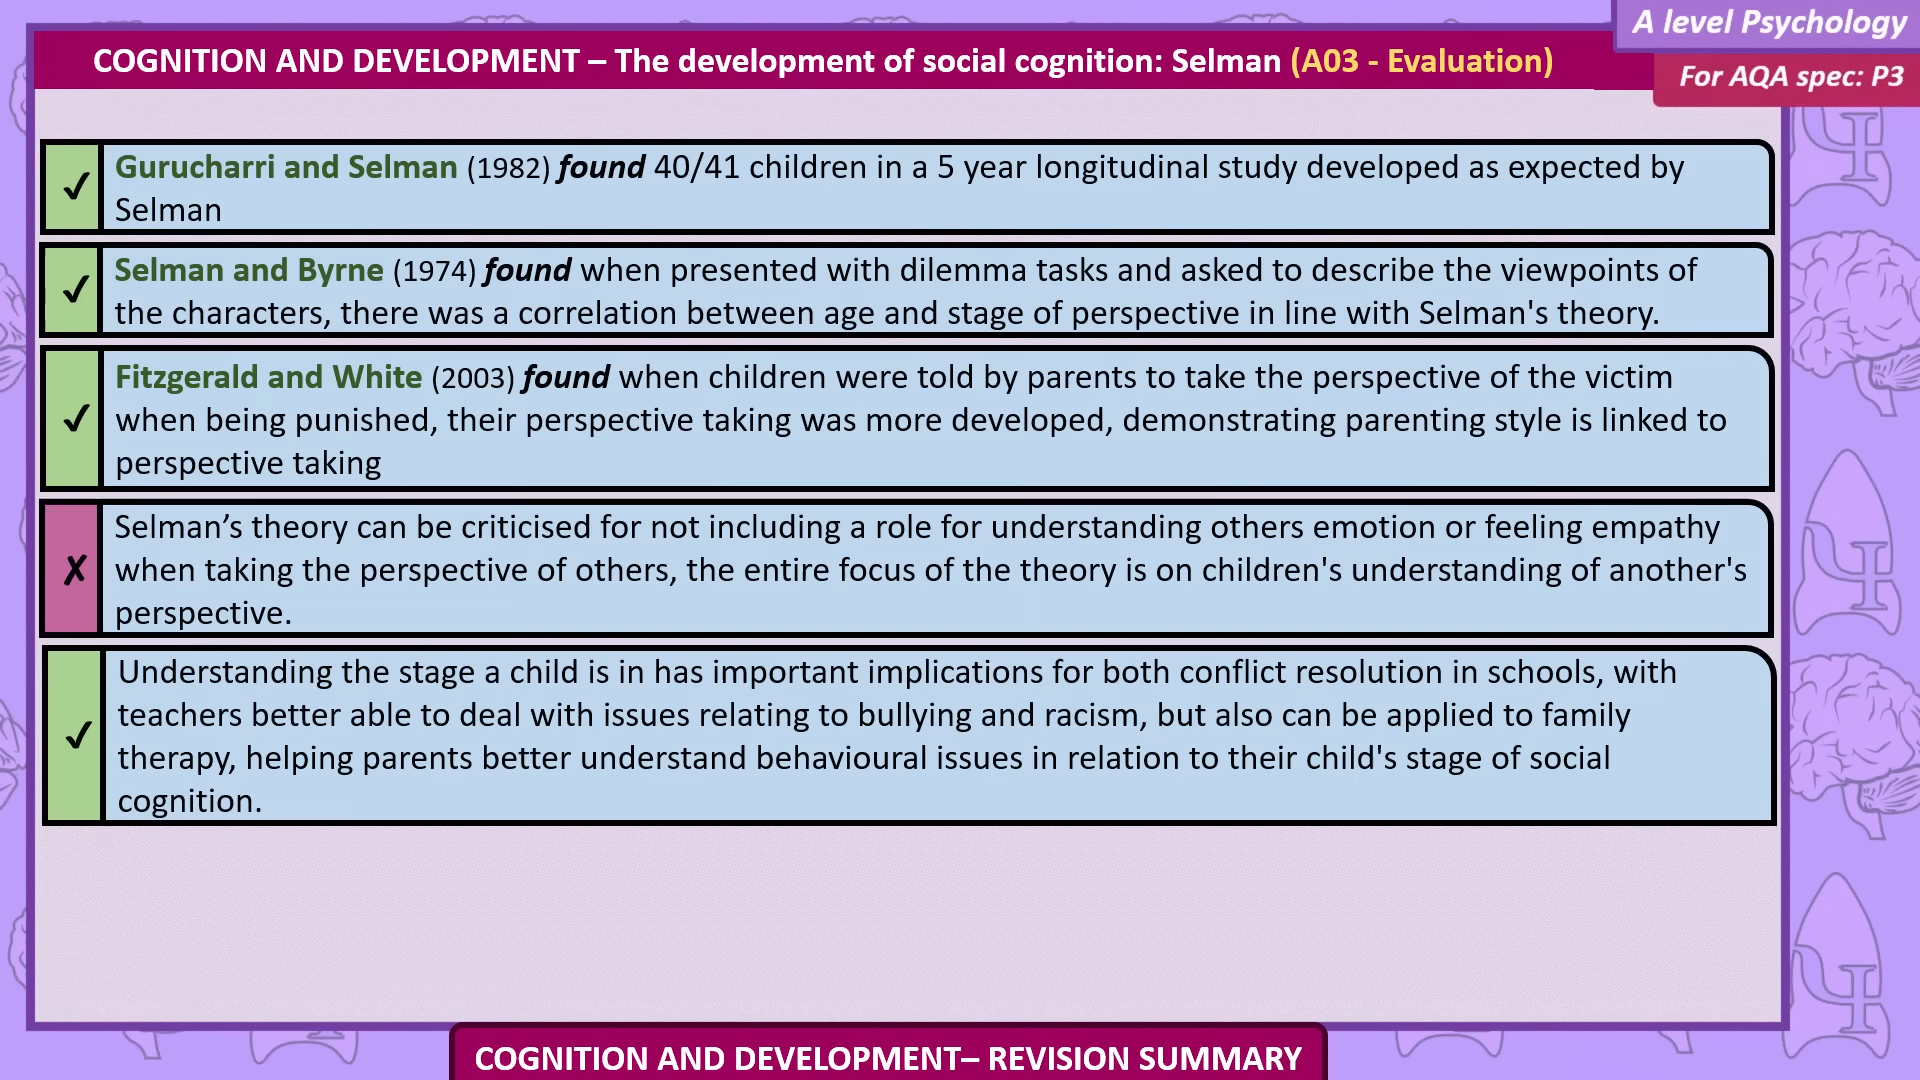 A level Psychology
For AQA spec: P3
COGNITION AND DEVELOPMENT – The development of social cognition: Selman (A03 - Evaluation)
✓ Gurucharri and Selman (1982) found 40/41 children in a 5 year longitudinal study developed as expected by
Selman
✓ Selman and Byrne (1974) found when presented with dilemma tasks and asked to describe the viewpoints of
the characters, there was a correlation between age and stage of perspective in line with Selman's theory.
✓ Fitzgerald and White (2003) found when children were told by parents to take the perspective of the victim
when being punished, their perspective taking was more developed, demonstrating parenting style is linked to
perspective taking
✗ Selman’s theory can be criticised for not including a role for understanding others emotion or feeling empathy
when taking the perspective of others, the entire focus of the theory is on children's understanding of another's
perspective.
✓ Understanding the stage a child is in has important implications for both conflict resolution in schools, with
teachers better able to deal with issues relating to bullying and racism, but also can be applied to family
therapy, helping parents better understand behavioural issues in relation to their child's stage of social
cognition.
COGNITION AND DEVELOPMENT– REVISION SUMMARY